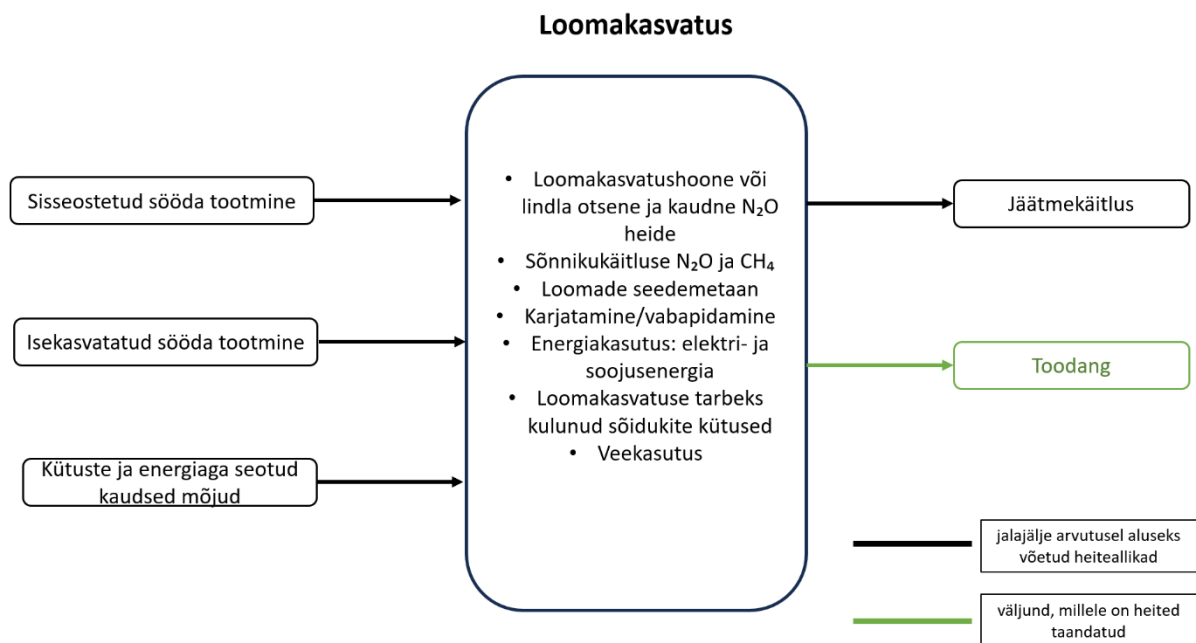 Loomakasvatus
Sisseostetud sööda tootmine
Isekasvatatud sööda tootmine
Kütuste ja energiaga seotud
kaudsed mõjud
• Loomakasvatushoone või
lindla otsene ja kaudne N₂O
heide
• Sõnnikukäitluse N₂O ja CH₄
• Loomade seedemetaan
• Karjatamine/vabapidamine
• Energiakasutus: elektri- ja
soojusenergia
• Loomakasvatuse tarbeks
kulunud sõidukite kütused
• Veekasutus
Jäätmekäitlus
Toodang
jalajälje arvutusel aluseks
võetud heiteallikad
väljund, millele on heited
taandatud